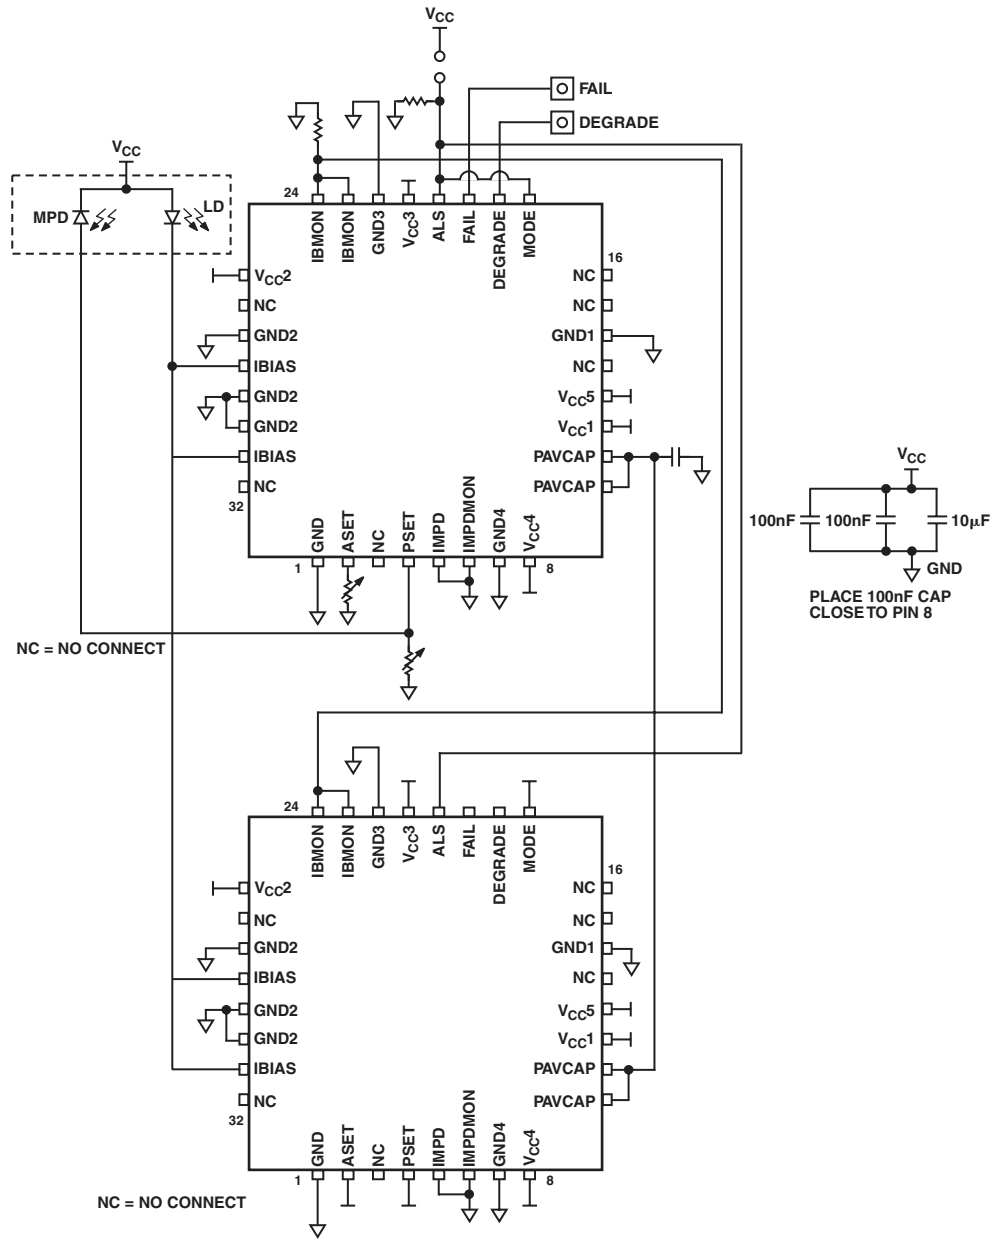 VCC
FAIL
DEGRADE
VCC
MPD
LD
24
IBMON
IBMON
GND3
VCC3
ALS
FAIL
DEGRADE
MODE
16
VCC2
NC
GND2
IBIAS
GND2
GND2
IBIAS
NC
32
NC
NC
GND1
NC
VCC5
VCC1
PAVCAP
PAVCAP
1
GND
ASET
NC
PSET
IMPD
IMPDMON
GND4
VCC4
8
NC = NO CONNECT
VCC
100nF
100nF
10μF
GND
PLACE 100nF CAP
CLOSE TO PIN 8
24
IBMON
IBMON
GND3
VCC3
ALS
FAIL
DEGRADE
MODE
16
VCC2
NC
GND2
IBIAS
GND2
GND2
IBIAS
NC
32
NC
NC
GND1
NC
VCC5
VCC1
PAVCAP
PAVCAP
1
GND
ASET
NC
PSET
IMPD
IMPDMON
GND4
VCC4
8
NC = NO CONNECT